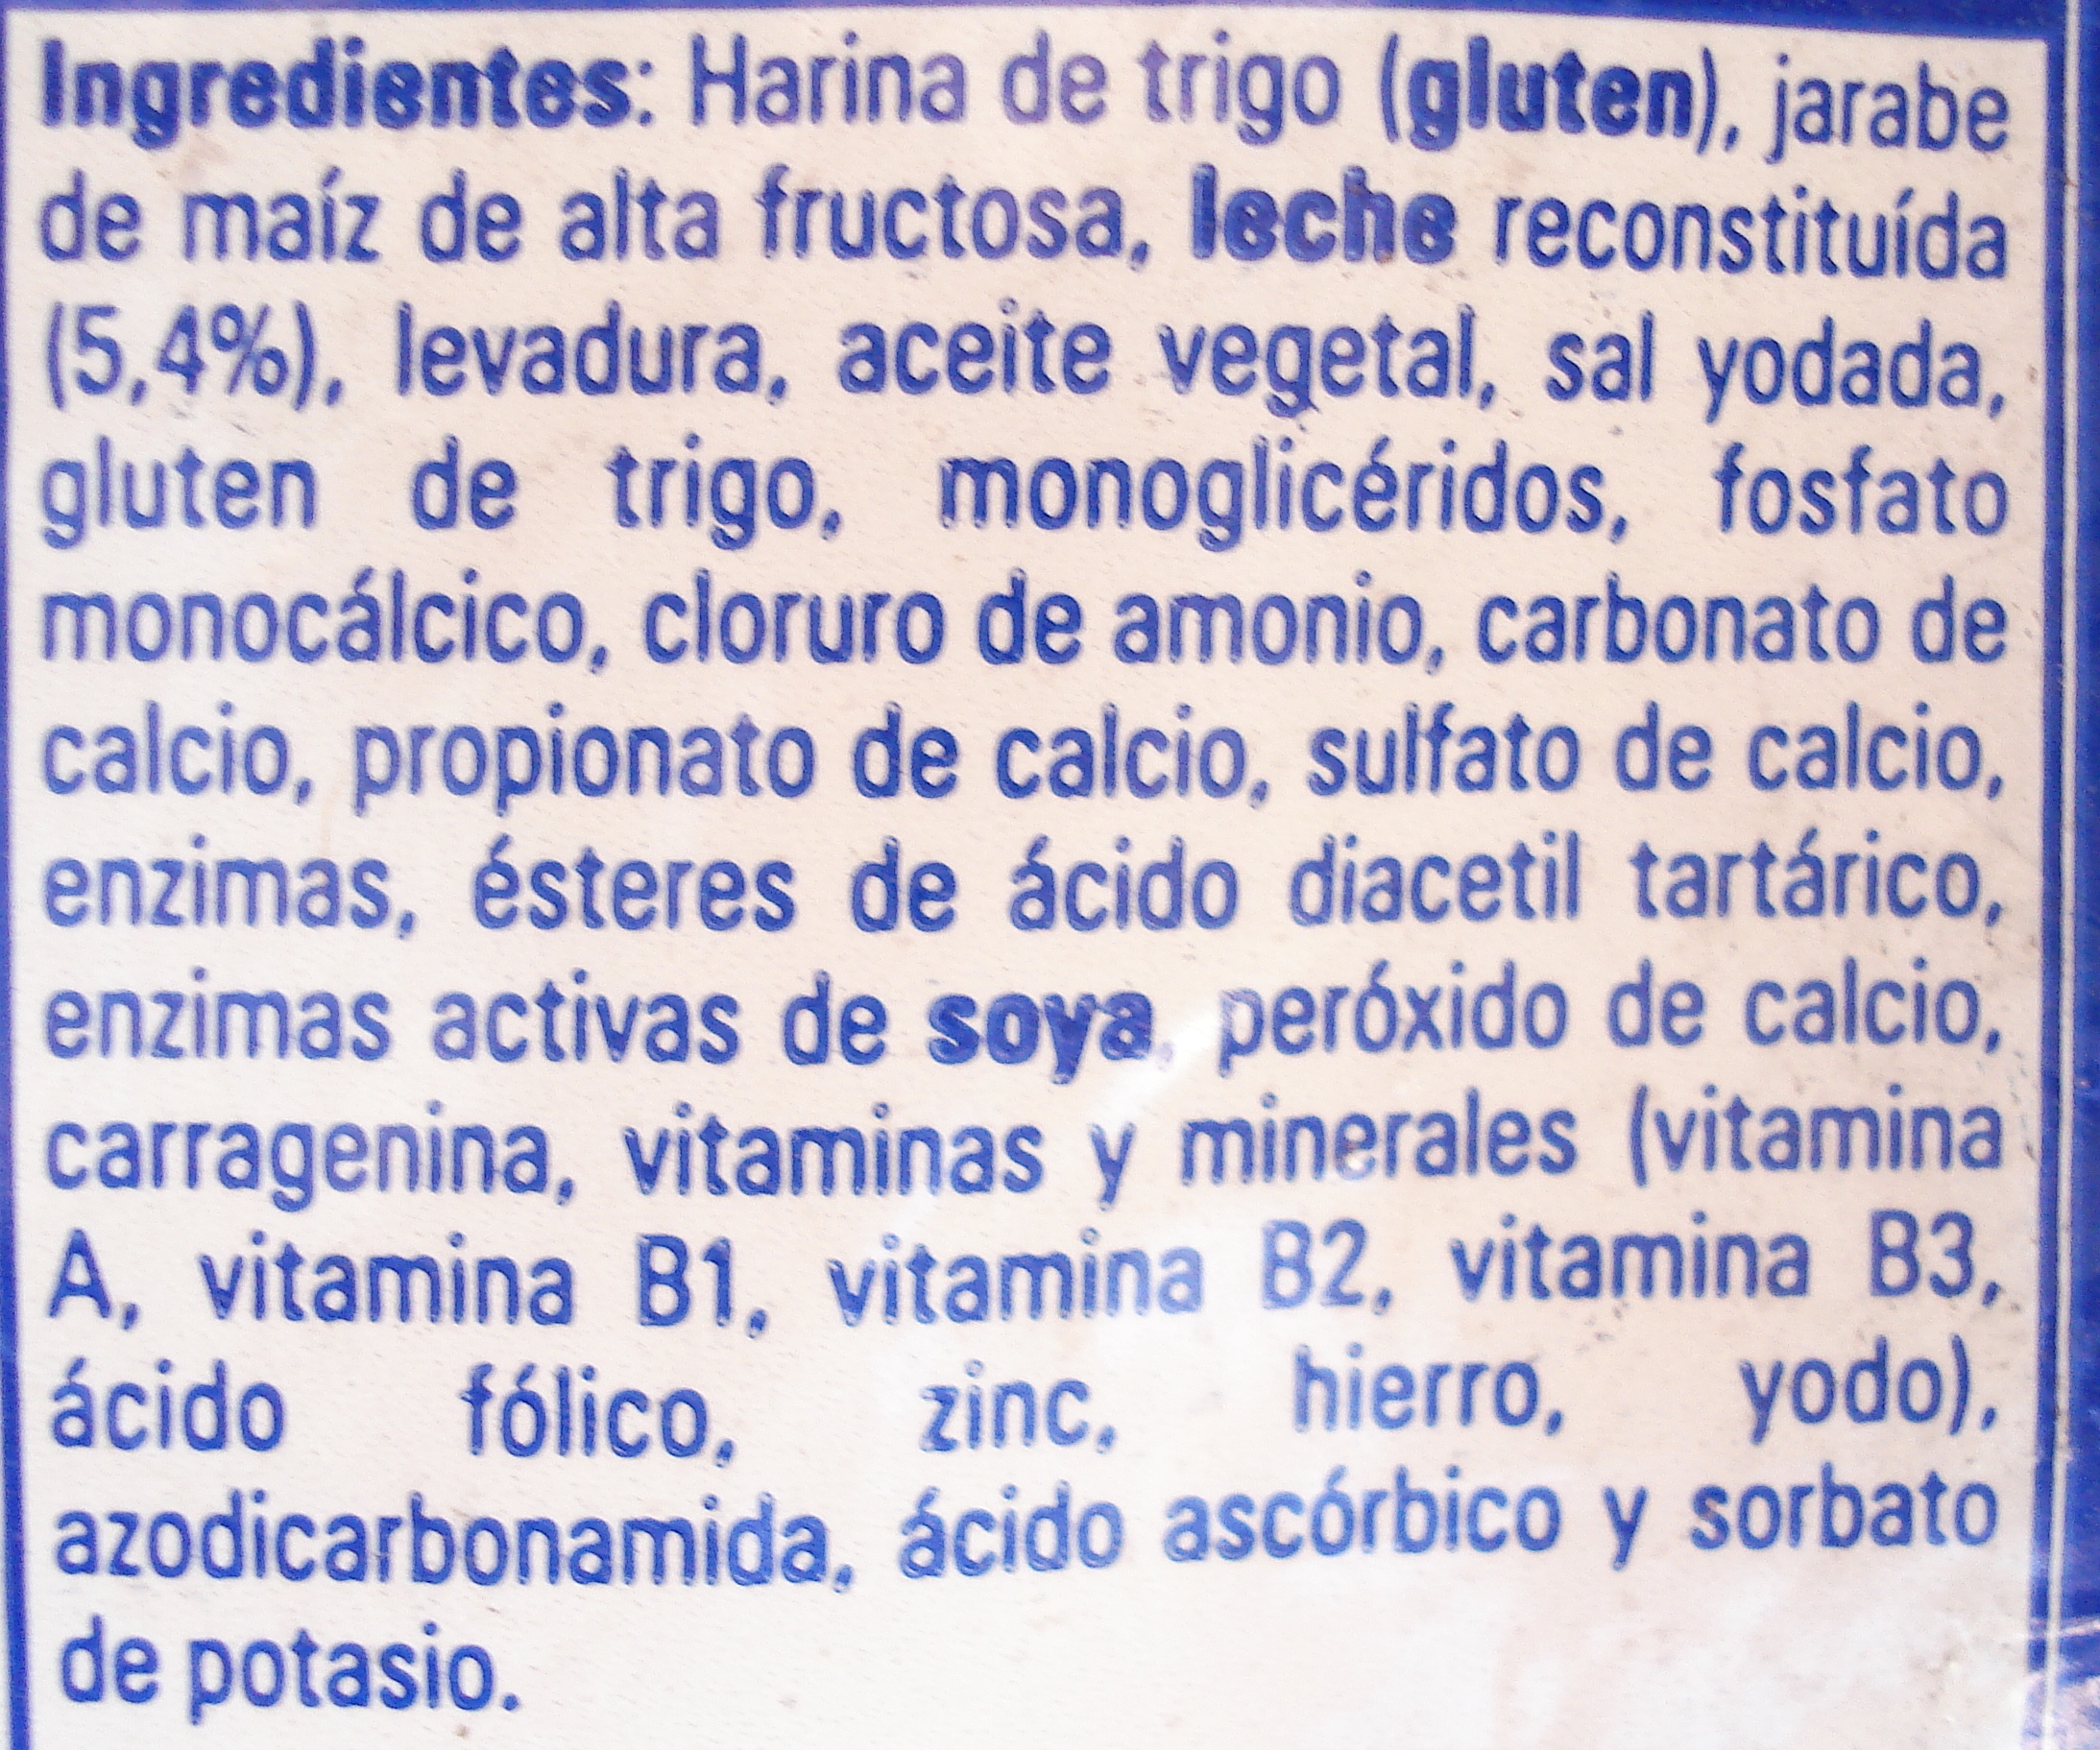 Ingredientes: Harina de trigo (gluten), jarabe
de maíz de alta fructosa, leche reconstituída
(5,4%), levadura, aceite vegetal, sal yodada,
gluten de trigo, monoglicéridos, fosfato
monocálcico, cloruro de amonio, carbonato de
calcio, propionato de calcio, sulfato de calcio,
enzimas, ésteres de ácido diacetil tartárico,
enzimas activas de soya, peróxido de calcio,
carragenina, vitaminas y minerales (vitamina
A, vitamina B1, vitamina B2, vitamina B3,
ácido fólico, zinc, hierro, yodo),
azodicarbonamida, ácido ascórbico y sorbato
de potasio.